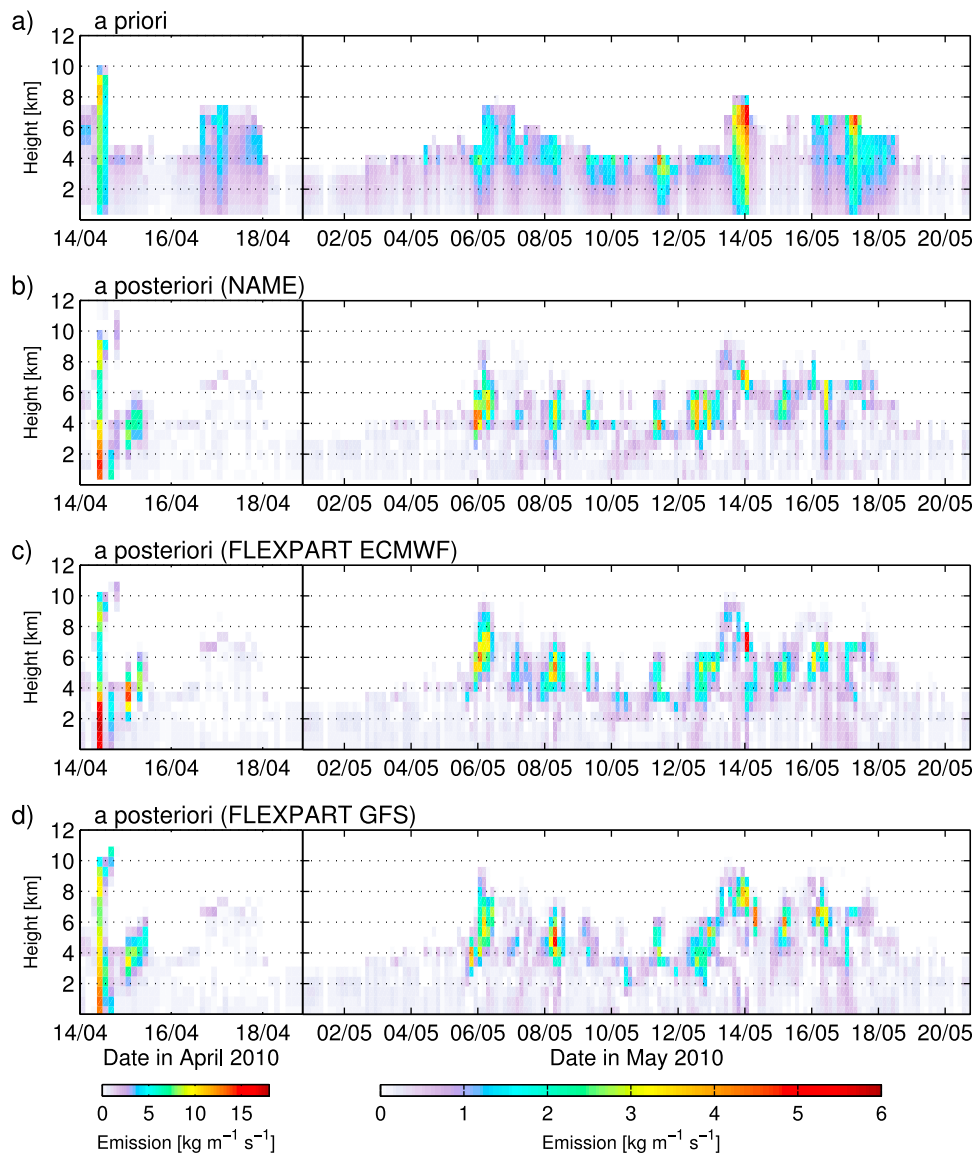 a) a priori
12
10
8
6
4
2
Height [km]
14/04 16/04 18/04 02/05 04/05 06/05 08/05 10/05 12/05 14/05 16/05 18/05 20/05
b) a posteriori (NAME)
12
10
8
6
4
2
Height [km]
14/04 16/04 18/04 02/05 04/05 06/05 08/05 10/05 12/05 14/05 16/05 18/05 20/05
c) a posteriori (FLEXPART ECMWF)
12
10
8
6
4
2
Height [km]
14/04 16/04 18/04 02/05 04/05 06/05 08/05 10/05 12/05 14/05 16/05 18/05 20/05
d) a posteriori (FLEXPART GFS)
12
10
8
6
4
2
Height [km]
14/04 16/04 18/04 02/05 04/05 06/05 08/05 10/05 12/05 14/05 16/05 18/05 20/05
Date in April 2010 Date in May 2010
0 5 10 15 0 1 2 3 4 5 6
Emission [kg m⁻¹ s⁻¹] Emission [kg m⁻¹ s⁻¹]